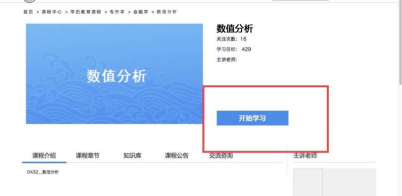 首页 > 课程中心 > 学历教育课程 > 专升本 > 金融学 > 数值分析
数值分析
数值分析
关注次数：16
学习目标：429
主讲老师：
开始学习
课程介绍 课程章节 知识库 课程公告 交流咨询 主讲老师
0432__数值分析